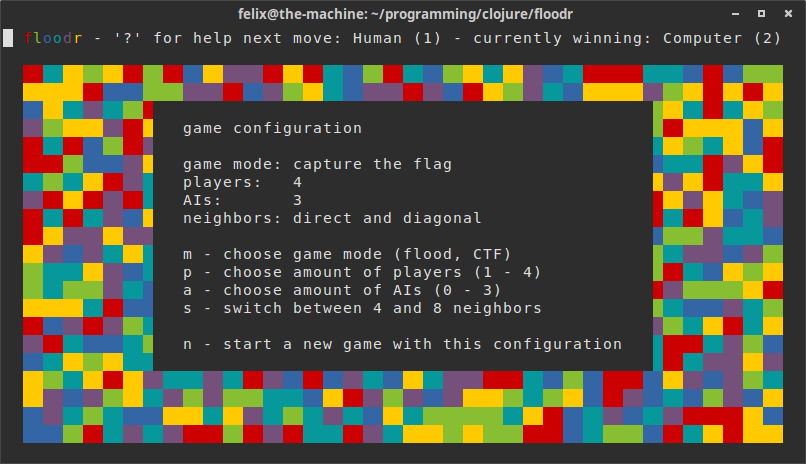 felix@the-machine: ~/programming/clojure/floodr
floodr - '?' for help next move: Human (1) - currently winning: Computer (2)
game configuration
game mode: capture the flag
players: 4
AIs: 3
neighbors: direct and diagonal
m - choose game mode (flood, CTF)
p - choose amount of players (1 - 4)
a - choose amount of AIs (0 - 3)
s - switch between 4 and 8 neighbors
n - start a new game with this configuration